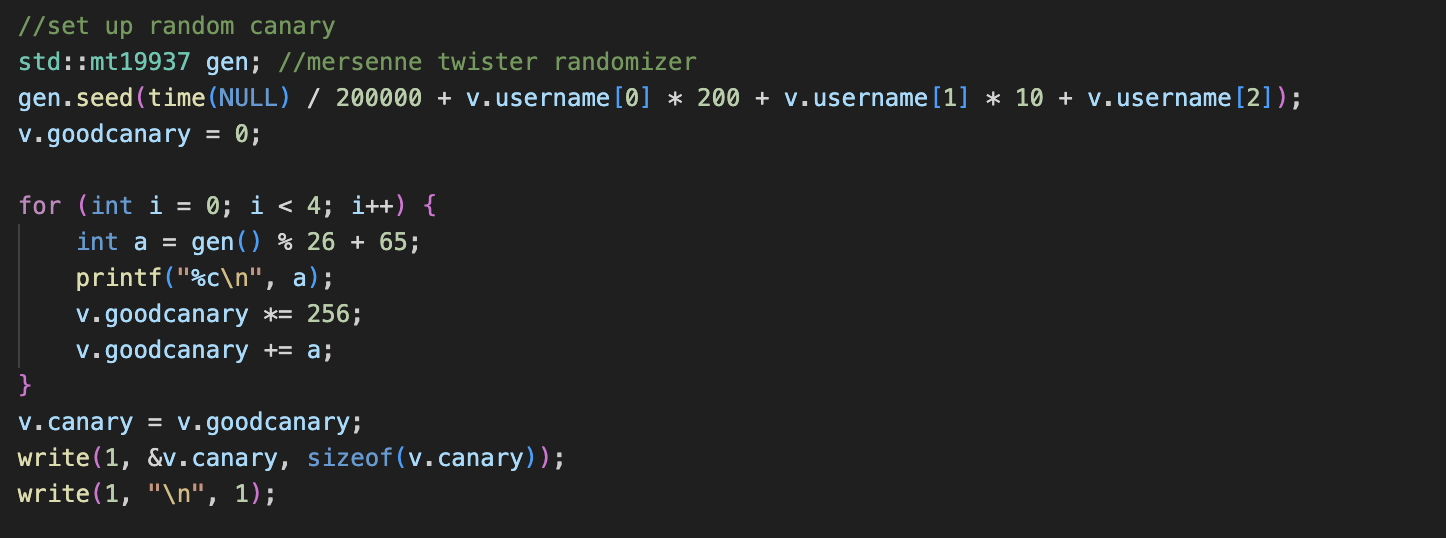 //set up random canary
std::mt19937 gen; //mersenne twister randomizer
gen.seed(time(NULL) / 200000 + v.username[0] * 200 + v.username[1] * 10 + v.username[2]);
v.goodcanary = 0;

for (int i = 0; i < 4; i++) {
    int a = gen() % 26 + 65;
    printf("%c\n", a);
    v.goodcanary *= 256;
    v.goodcanary += a;
}
v.canary = v.goodcanary;
write(1, &v.canary, sizeof(v.canary));
write(1, "\n", 1);